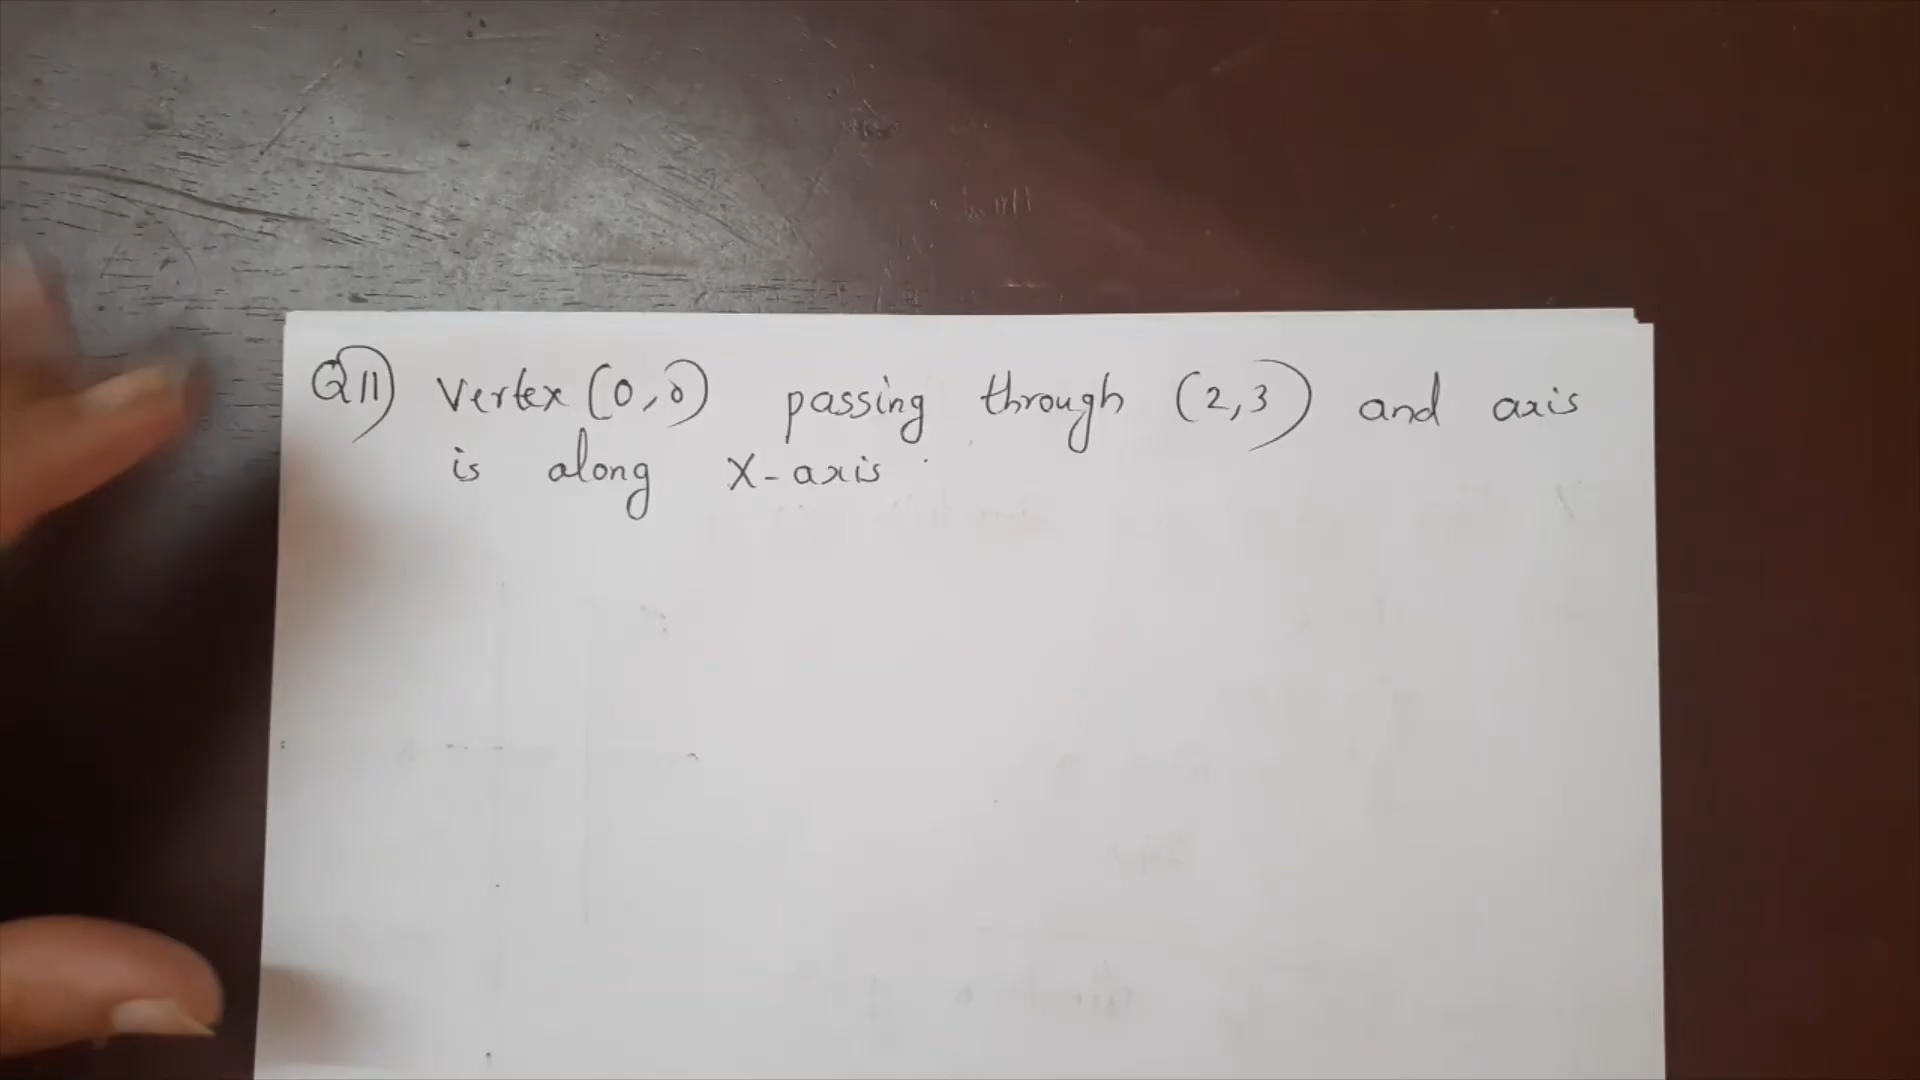 Q11) Vertex (0,0) passing through (2,3) and axis
is along X-axis.